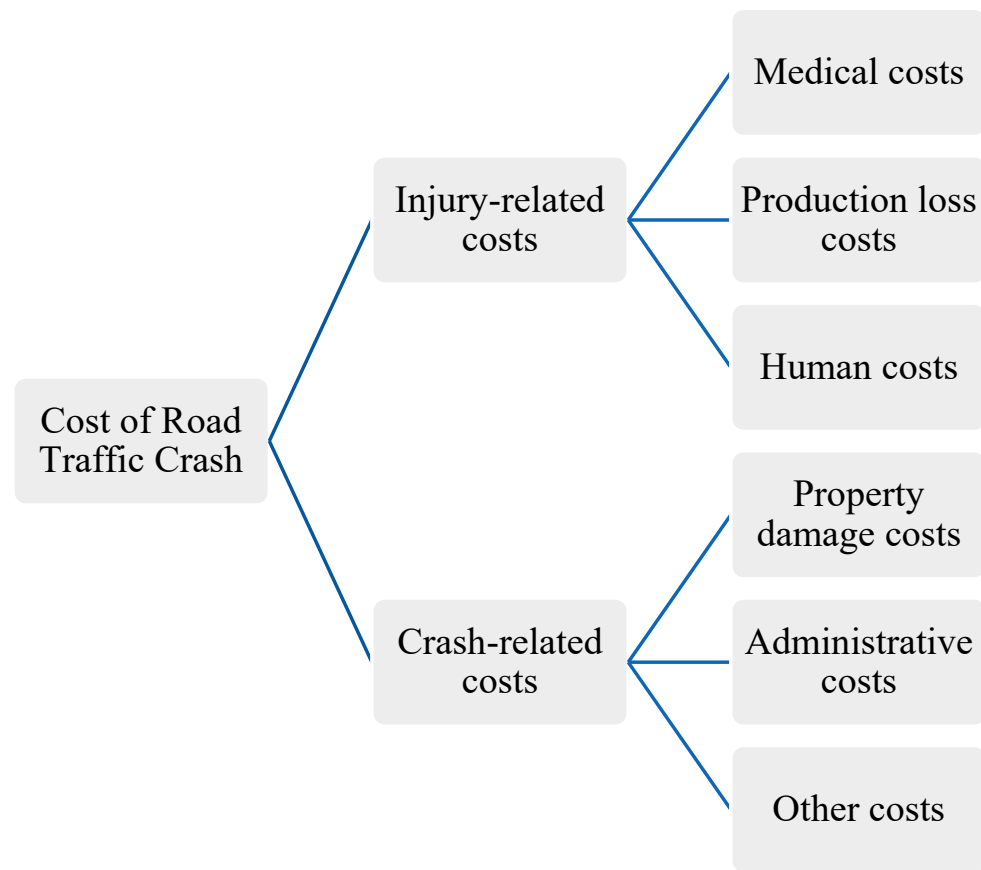 Cost of Road
Traffic Crash
Injury-related
costs
Medical costs
Production loss
costs
Human costs
Crash-related
costs
Property
damage costs
Administrative
costs
Other costs